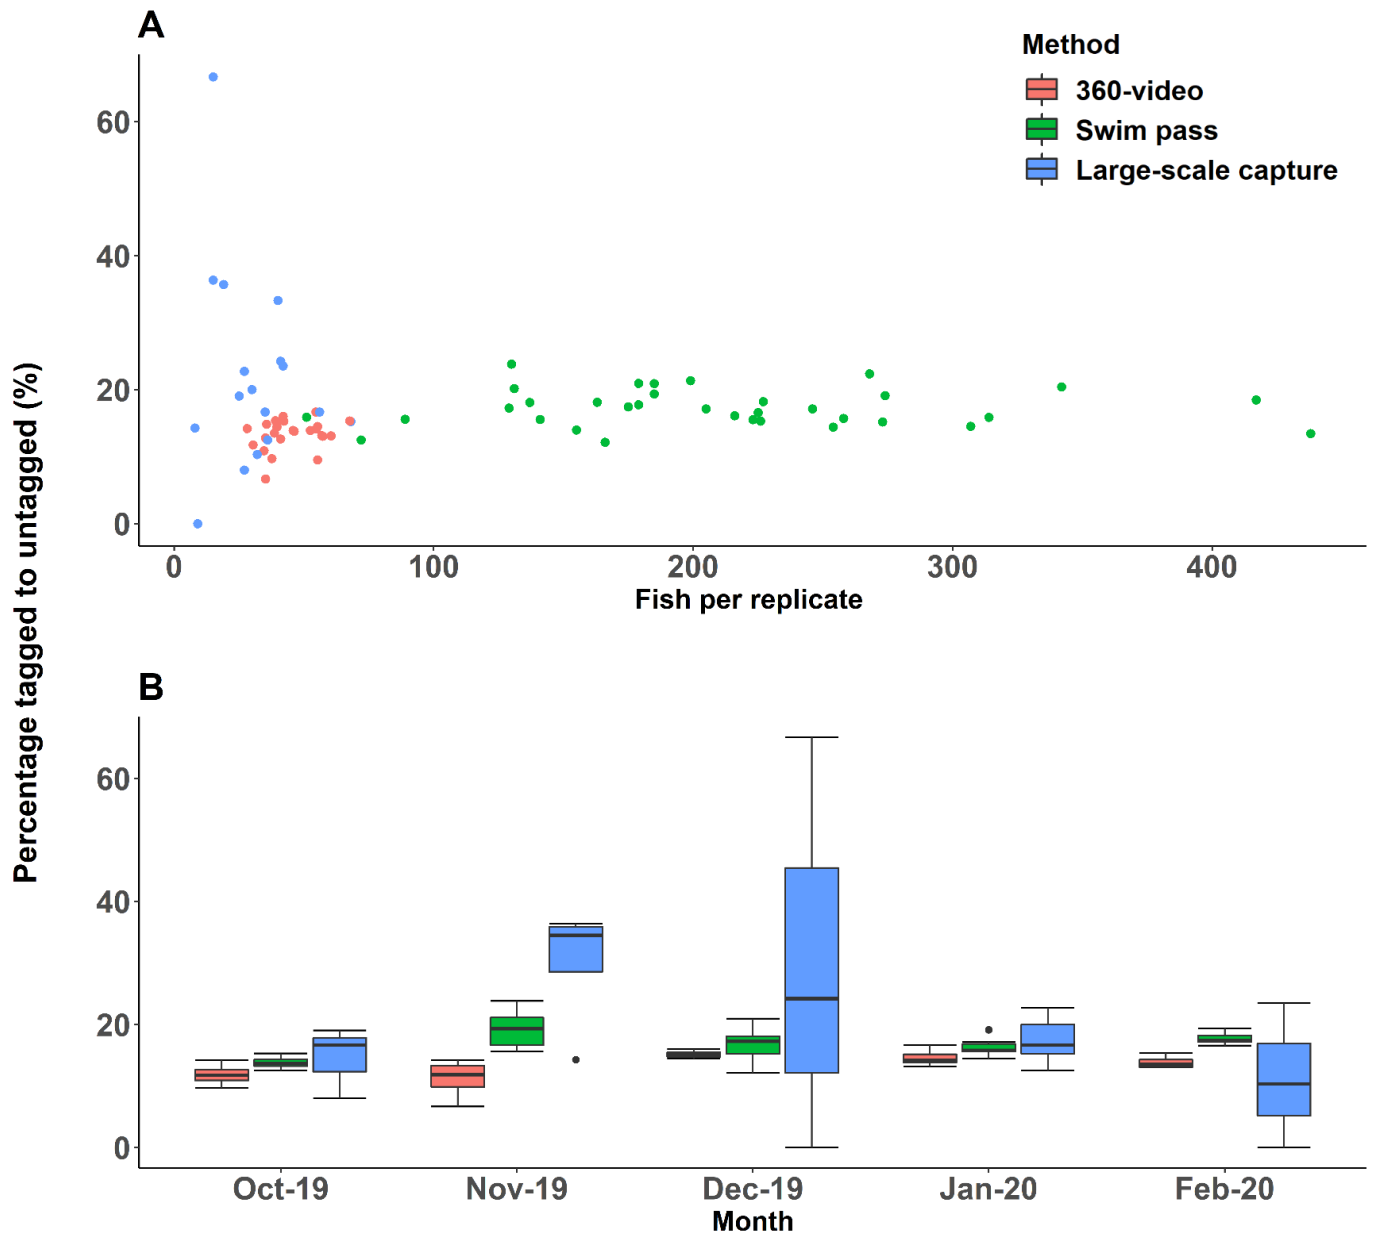 A
Method
360-video
Swim pass
Large-scale capture
60
40
20
0
0 100 200 300 400
Fish per replicate
Percentage tagged to untagged (%)
B
60
40
20
0
Oct-19 Nov-19 Dec-19 Jan-20 Feb-20
Month